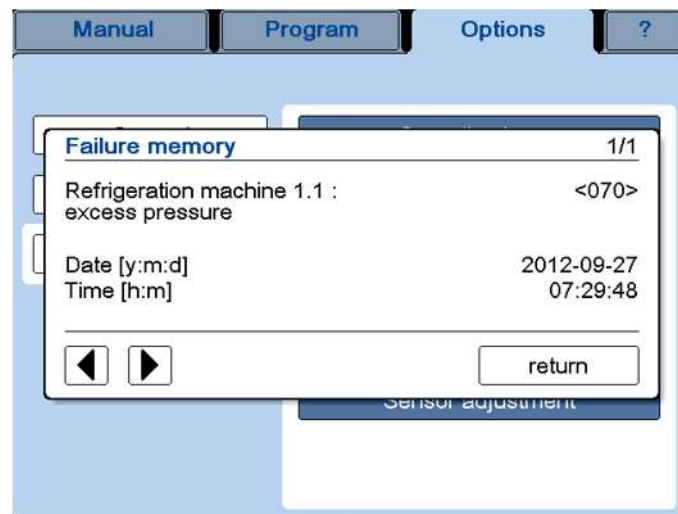 Manual Program Options ?
Failure memory 1/1
Refrigeration machine 1.1 : <070>
excess pressure
Date [y:m:d] 2012-09-27
Time [h:m] 07:29:48
return
Sensor adjustment